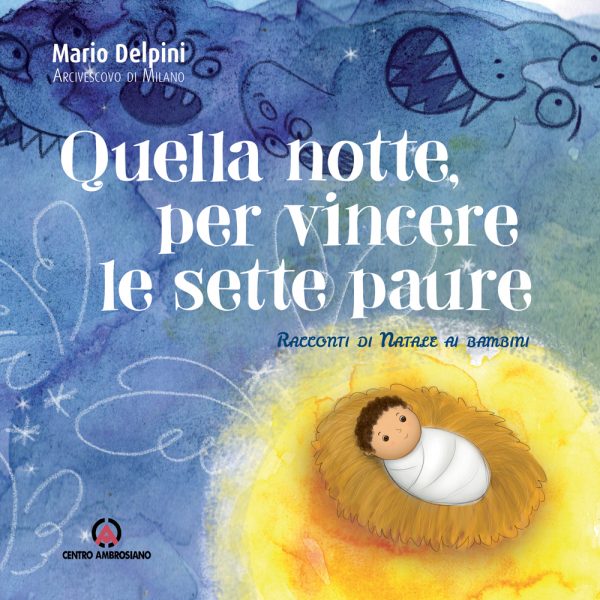 Mario Delpini
Arcivescovo di Milano
Quella notte,
per vincere
le sette paure
Racconti di Natale ai bambini
CENTRO AMBROSIANO